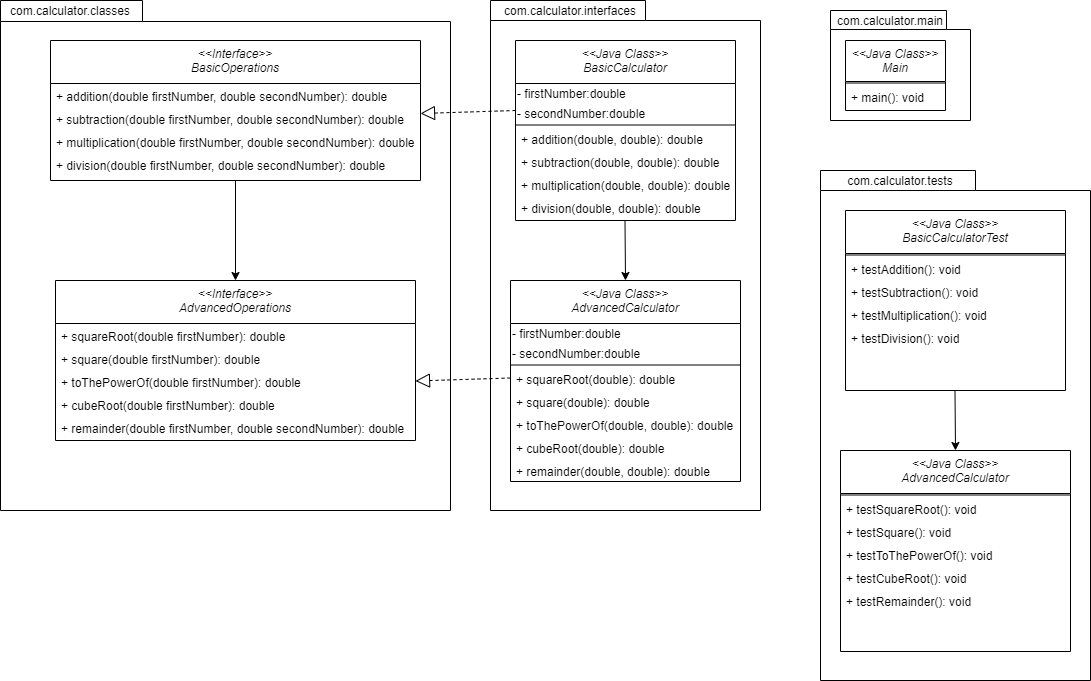 com.calculator.classes
<<Interface>>
BasicOperations
+ addition(double firstNumber, double secondNumber): double
+ subtraction(double firstNumber, double secondNumber): double
+ multiplication(double firstNumber, double secondNumber): double
+ division(double firstNumber, double secondNumber): double
<<Interface>>
AdvancedOperations
+ squareRoot(double firstNumber): double
+ square(double firstNumber): double
+ toThePowerOf(double firstNumber): double
+ cubeRoot(double firstNumber): double
+ remainder(double firstNumber, double secondNumber): double
com.calculator.interfaces
<<Java Class>>
BasicCalculator
- firstNumber:double
- secondNumber:double
+ addition(double, double): double
+ subtraction(double, double): double
+ multiplication(double, double): double
+ division(double, double): double
<<Java Class>>
AdvancedCalculator
- firstNumber:double
- secondNumber:double
+ squareRoot(double): double
+ square(double): double
+ toThePowerOf(double, double): double
+ cubeRoot(double): double
+ remainder(double, double): double
com.calculator.main
<<Java Class>>
Main
+ main(): void
com.calculator.tests
<<Java Class>>
BasicCalculatorTest
+ testAddition(): void
+ testSubtraction(): void
+ testMultiplication(): void
+ testDivision(): void
<<Java Class>>
AdvancedCalculator
+ testSquareRoot(): void
+ testSquare(): void
+ testToThePowerOf(): void
+ testCubeRoot(): void
+ testRemainder(): void